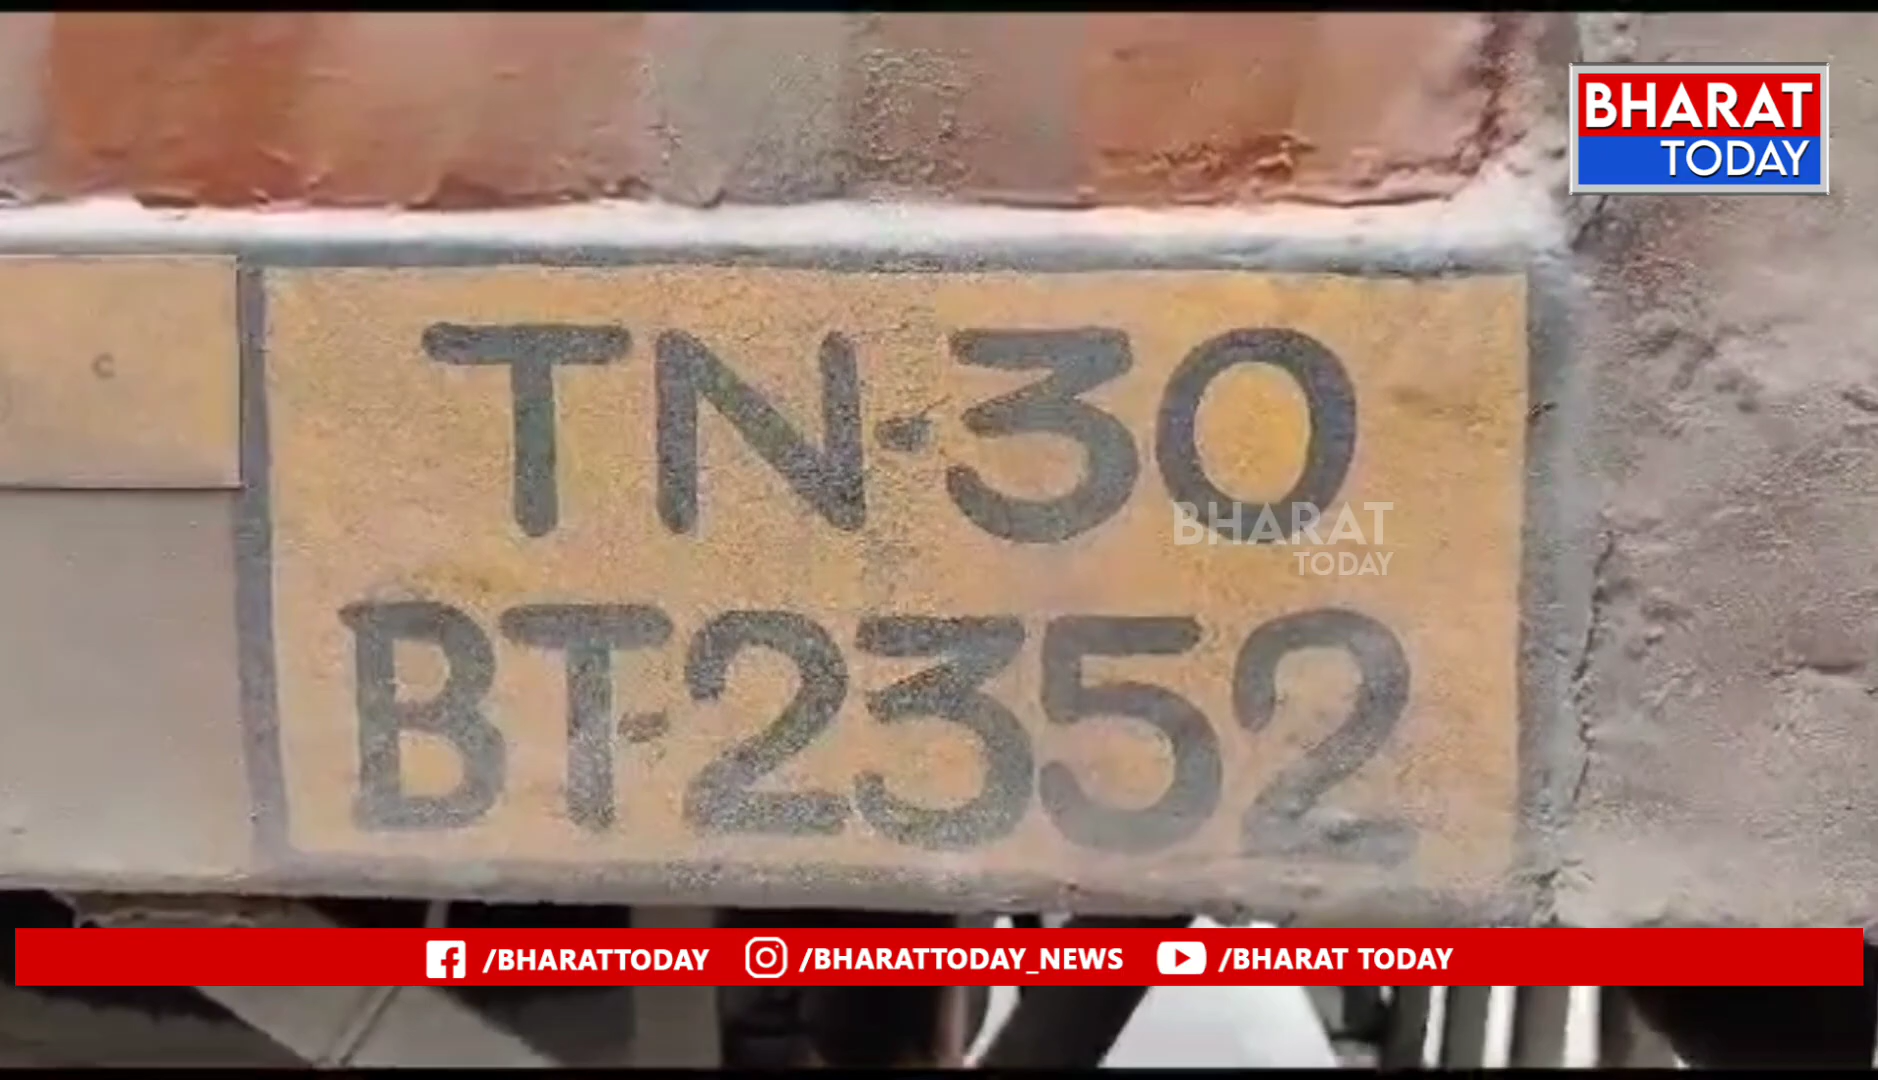 BHARAT
TODAY
C
TN-30
BHARAT
TODAY
BT-2352
/BHARATTODAY /BHARATTODAY_NEWS /BHARAT TODAY